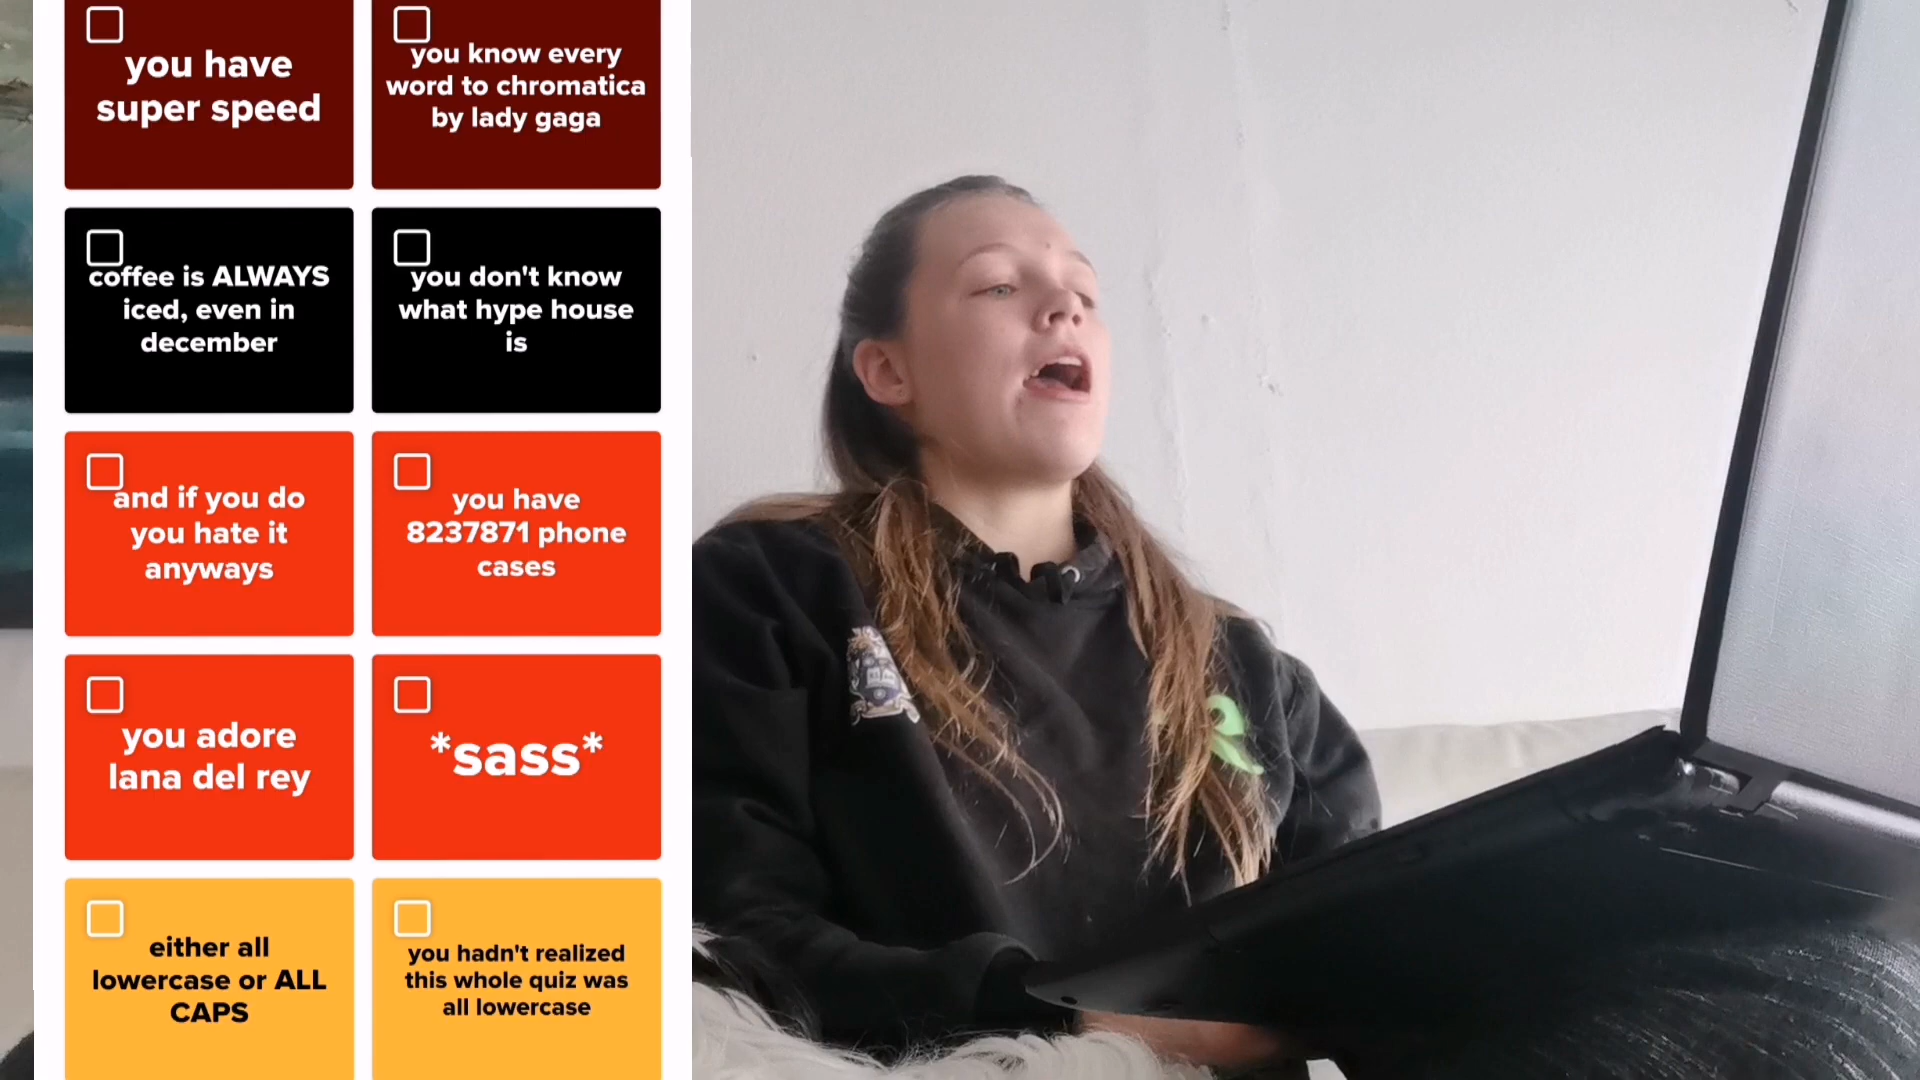 you have
super speed
you know every
word to chromatica
by lady gaga
coffee is ALWAYS
iced, even in
december
you don't know
what hype house
is
and if you do
you hate it
anyways
you have
8237871 phone
cases
you adore
lana del rey
*sass*
either all
lowercase or ALL
CAPS
you hadn't realized
this whole quiz was
all lowercase